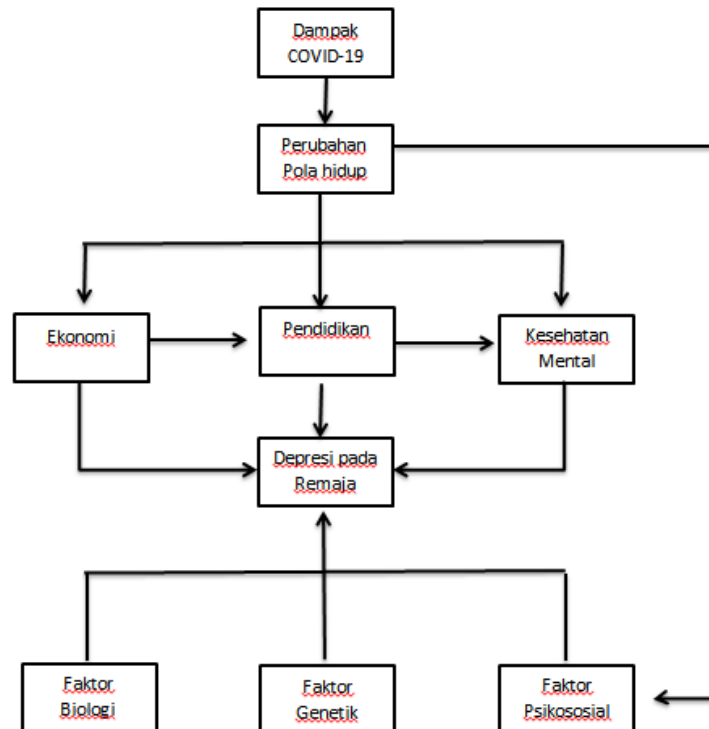 Dampak
COVID-19
Perubahan
Pola hidup
Ekonomi
Pendidikan
Kesehatan
Mental
Depresi pada
Remaja
Faktor
Biologi
Faktor
Genetik
Faktor
Psikososial